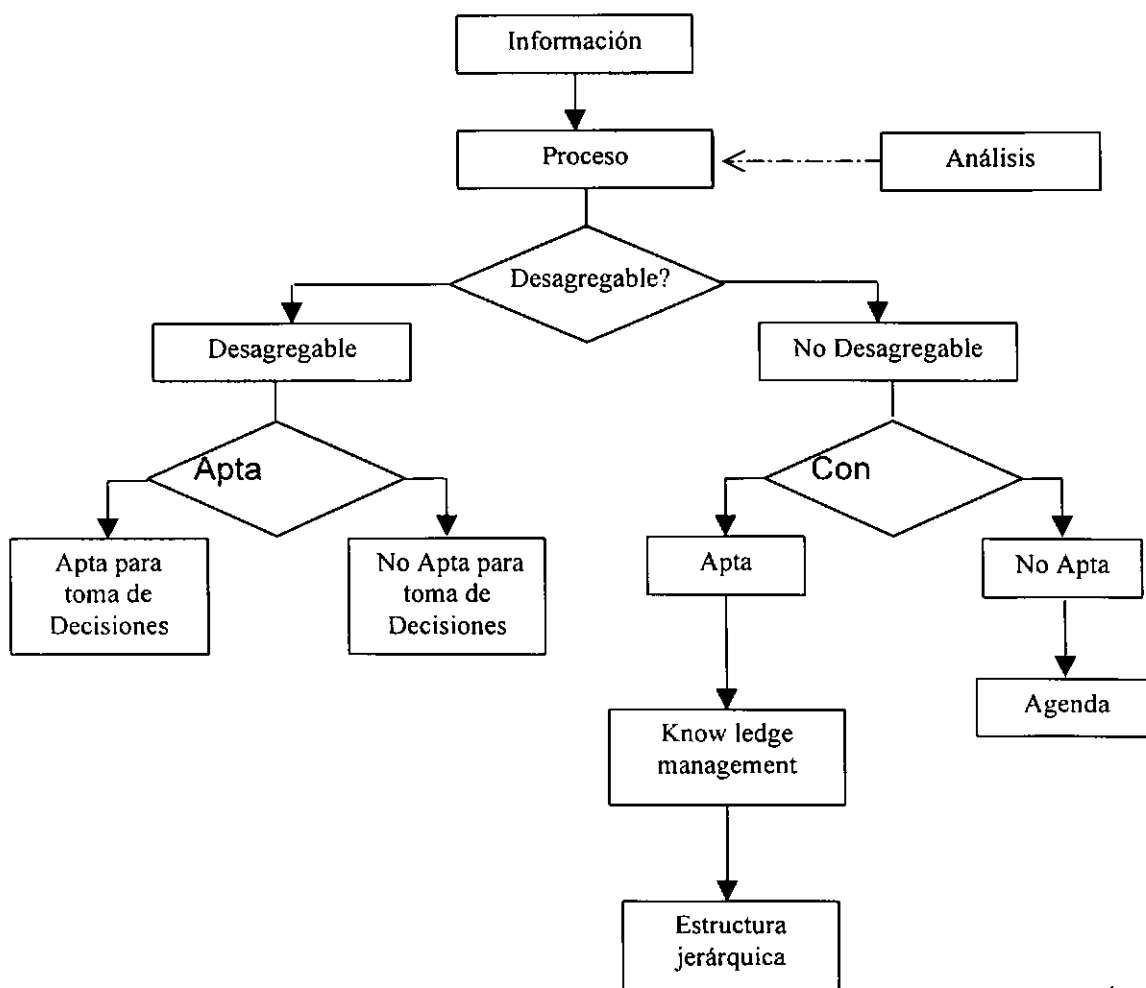 Información
Proceso
Análisis
Desagregable?
Desagregable
No Desagregable
Apta
Con
Apta para
toma de
Decisiones
No Apta para
toma de
Decisiones
Apta
No Apta
Agenda
Know ledge
management
Estructura
jerárquica